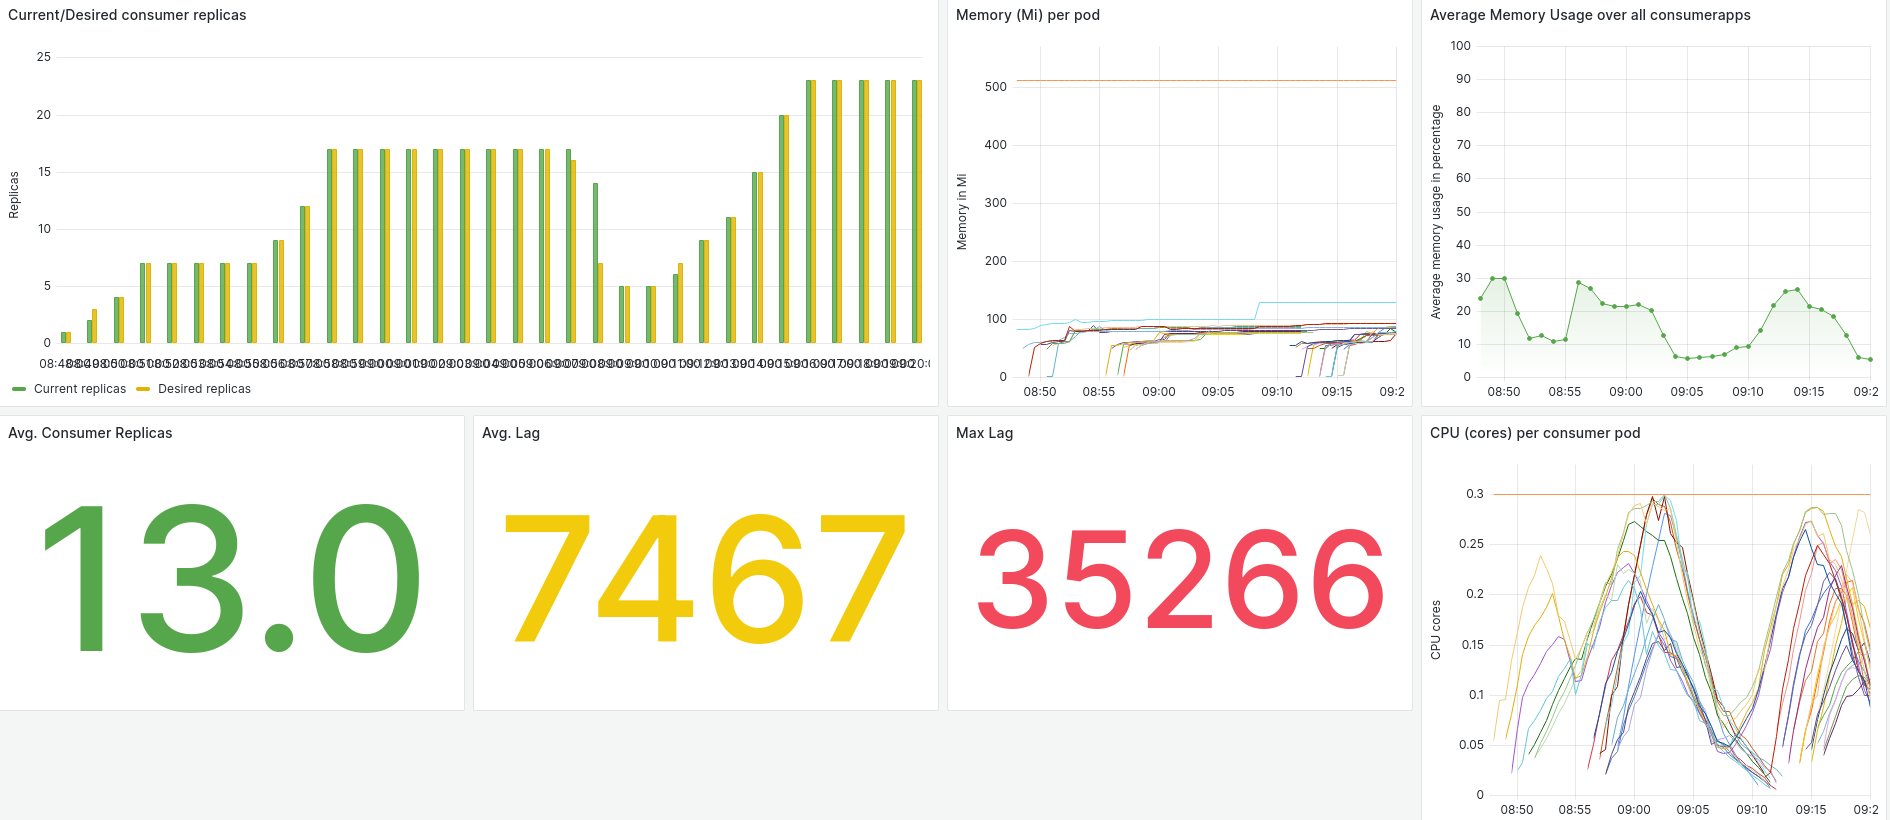 Current/Desired consumer replicas
Replicas
25
20
15
10
5
0
Current replicas
Desired replicas
Memory (Mi) per pod
Memory in Mi
500
400
300
200
100
0
08:50 08:55 09:00 09:05 09:10 09:15 09:2
Average Memory Usage over all consumerapps
Average memory usage in percentage
100
90
80
70
60
50
40
30
20
10
0
08:50 08:55 09:00 09:05 09:10 09:15 09:2
Avg. Consumer Replicas
13.0
Avg. Lag
7467
Max Lag
35266
CPU (cores) per consumer pod
CPU cores
0.3
0.25
0.2
0.15
0.1
0.05
0
08:50 08:55 09:00 09:05 09:10 09:15 09:2